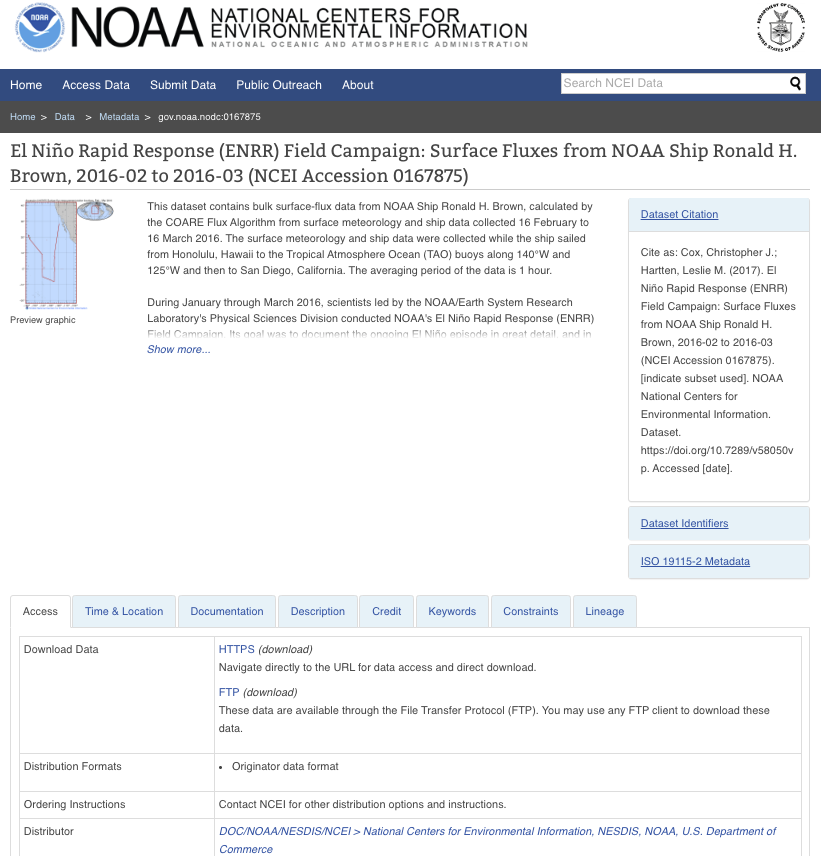 NOAA
NOAA
NATIONAL CENTERS FOR
ENVIRONMENTAL INFORMATION
NATIONAL OCEANIC AND ATMOSPHERIC ADMINISTRATION
DEPARTMENT OF COMMERCE
UNITED STATES OF AMERICA
Home Access Data Submit Data Public Outreach About
Search NCEI Data
Home > Data > Metadata > gov.noaa.nodc:0167875
El Niño Rapid Response (ENRR) Field Campaign: Surface Fluxes from NOAA Ship Ronald H.
Brown, 2016-02 to 2016-03 (NCEI Accession 0167875)
Preview graphic
This dataset contains bulk surface-flux data from NOAA Ship Ronald H. Brown, calculated by
the COARE Flux Algorithm from surface meteorology and ship data collected 16 February to
16 March 2016. The surface meteorology and ship data were collected while the ship sailed
from Honolulu, Hawaii to the Tropical Atmosphere Ocean (TAO) buoys along 140°W and
125°W and then to San Diego, California. The averaging period of the data is 1 hour.
During January through March 2016, scientists led by the NOAA/Earth System Research
Laboratory's Physical Sciences Division conducted NOAA's El Niño Rapid Response (ENRR)
Field Campaign. Its goal was to document the ongoing El Niño episode in great detail, and in
Show more...
Dataset Citation
Cite as: Cox, Christopher J.;
Hartten, Leslie M. (2017). El
Niño Rapid Response (ENRR)
Field Campaign: Surface Fluxes
from NOAA Ship Ronald H.
Brown, 2016-02 to 2016-03
(NCEI Accession 0167875).
[indicate subset used]. NOAA
National Centers for
Environmental Information.
Dataset.
https://doi.org/10.7289/v58050v
p. Accessed [date].
Dataset Identifiers
ISO 19115-2 Metadata
Access Time & Location Documentation Description Credit Keywords Constraints Lineage
Download Data
HTTPS (download)
Navigate directly to the URL for data access and direct download.
FTP (download)
These data are available through the File Transfer Protocol (FTP). You may use any FTP client to download these
data.
Distribution Formats
• Originator data format
Ordering Instructions
Contact NCEI for other distribution options and instructions.
Distributor
DOC/NOAA/NESDIS/NCEI > National Centers for Environmental Information, NESDIS, NOAA, U.S. Department of
Commerce